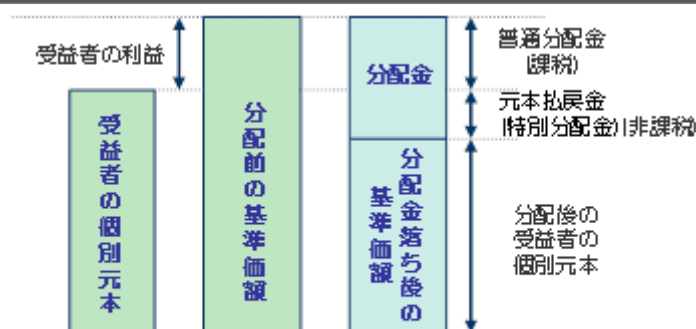 受益者の利益
受益者の個別元本
分配前の基準価額
分配金
分配金落ち後の
基準価額
普通分配金
(課税)
元本払戻金
(特別分配金)(非課税)
分配後の
受益者の
個別元本